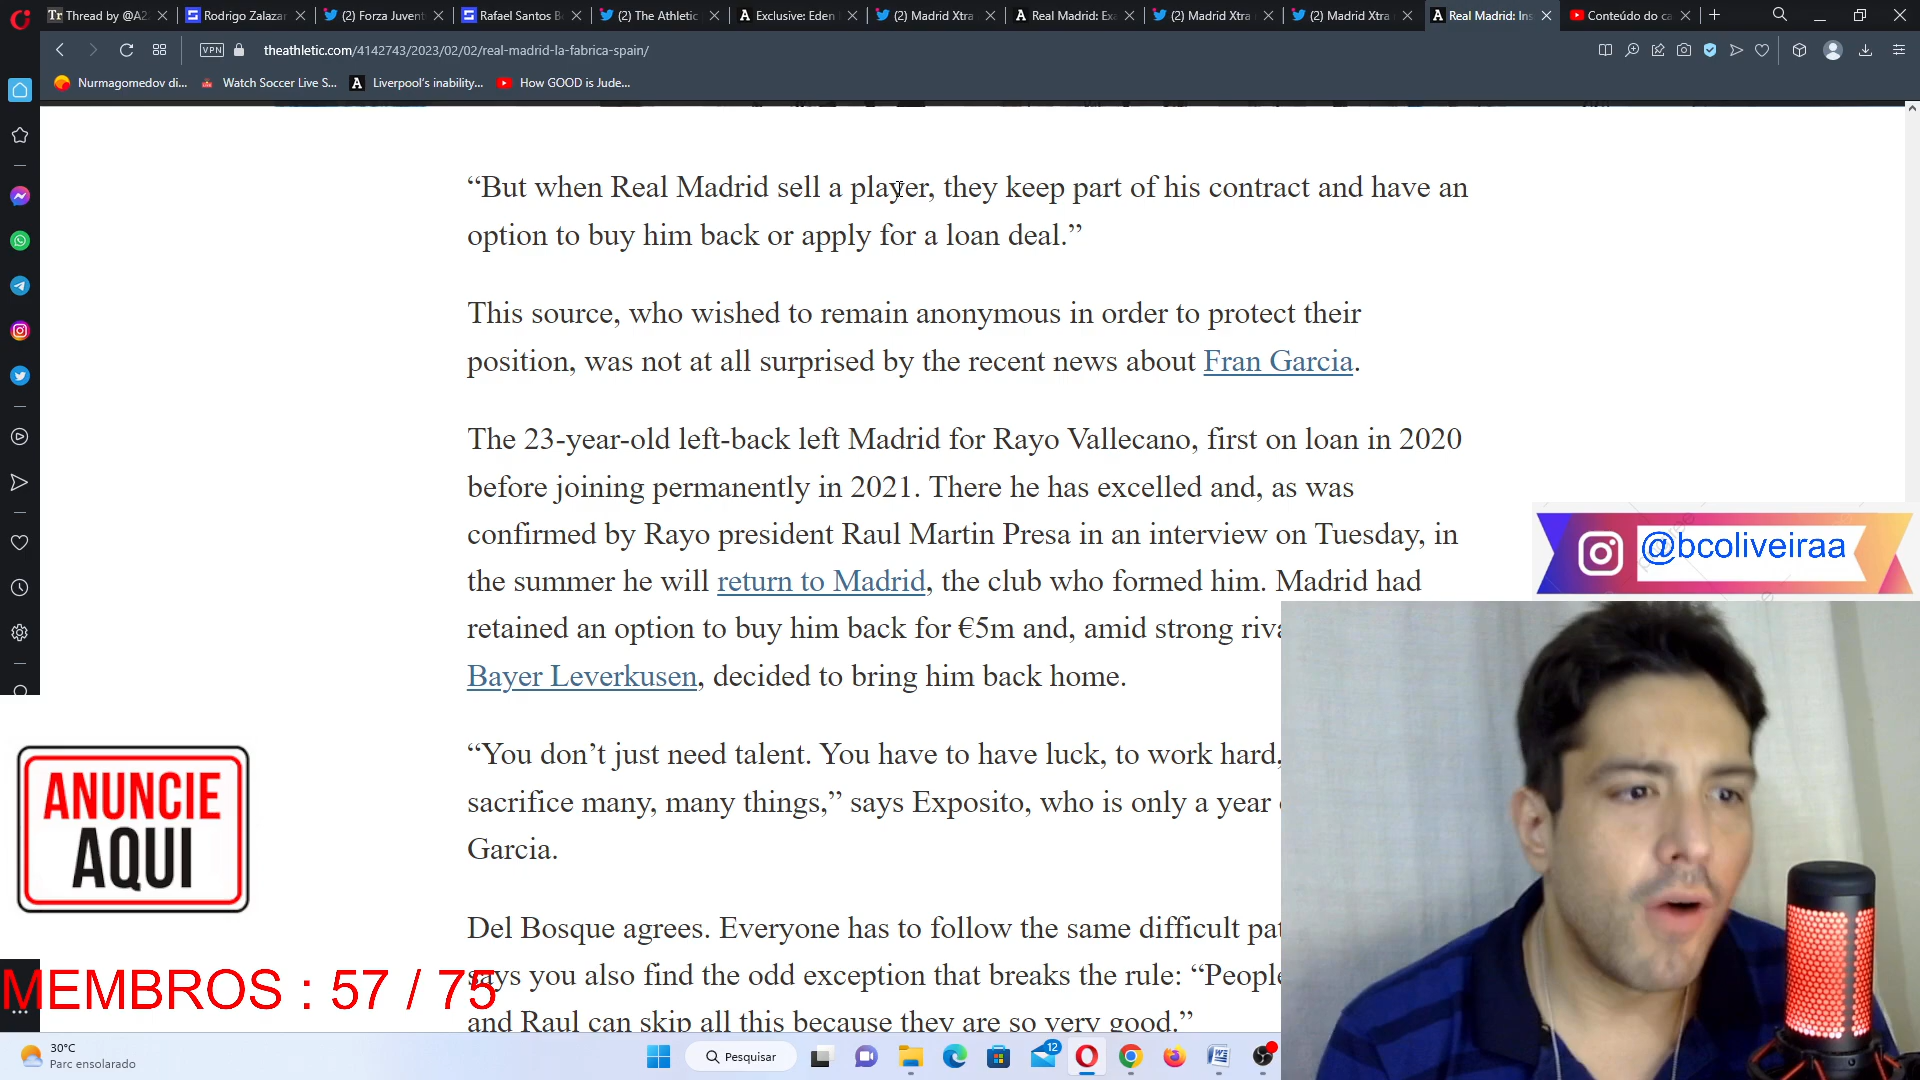 Thread by @A2
Rodrigo Zalazar
(2) Forza Juvent
Rafael Santos B
(2) The Athletic
Exclusive: Eden
(2) Madrid Xtra
Real Madrid: Ex
(2) Madrid Xtra
(2) Madrid Xtra
Real Madrid: Ins
Conteúdo do ca
VPN
theathletic.com/4142743/2023/02/02/real-madrid-la-fabrica-spain/
Nurmagomedov di...
Watch Soccer Live S...
Liverpool's inability...
How GOOD is Jude...
“But when Real Madrid sell a player, they keep part of his contract and have an
option to buy him back or apply for a loan deal.”
This source, who wished to remain anonymous in order to protect their
position, was not at all surprised by the recent news about Fran Garcia.
The 23-year-old left-back left Madrid for Rayo Vallecano, first on loan in 2020
before joining permanently in 2021. There he has excelled and, as was
confirmed by Rayo president Raul Martin Presa in an interview on Tuesday, in
the summer he will return to Madrid, the club who formed him. Madrid had
retained an option to buy him back for €5m and, amid strong riva
Bayer Leverkusen, decided to bring him back home.
“You don’t just need talent. You have to have luck, to work hard,
sacrifice many, many things,” says Exposito, who is only a year
Garcia.
Del Bosque agrees. Everyone has to follow the same difficult pat
says you also find the odd exception that breaks the rule: “People
and Raul can skip all this because they are so very good.”
@bcoliveiraa
ANUNCIE
AQUI
MEMBROS : 57 / 75
30°C
Parc ensolarado
Pesquisar
12